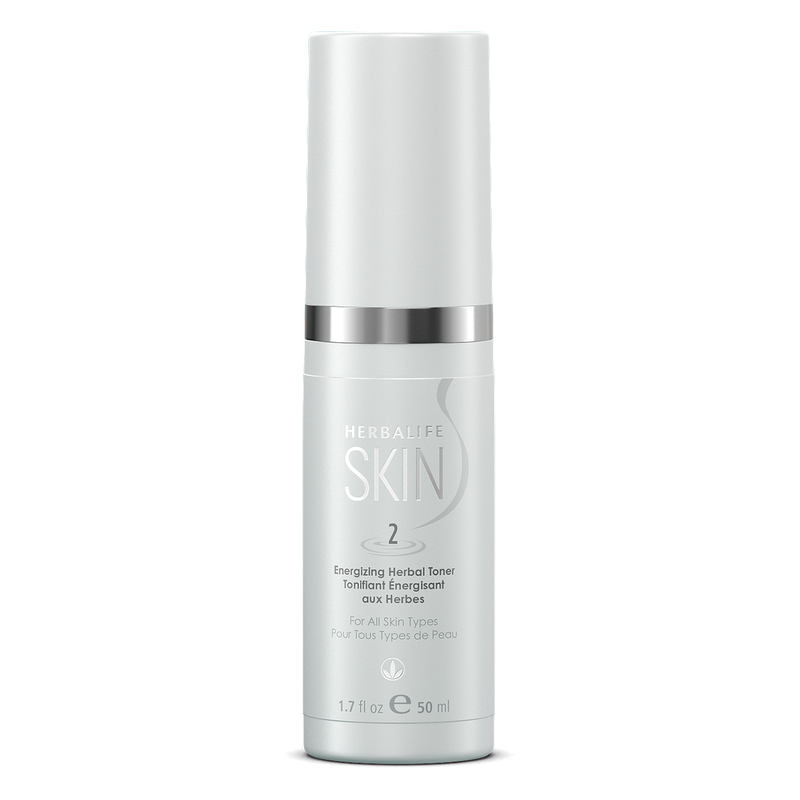 HERBALIFE
SKIN
2
Energizing Herbal Toner
Tonifiant Énergisant
aux Herbes
For All Skin Types
Pour Tous Types de Peau
1.7 fl oz e 50 ml